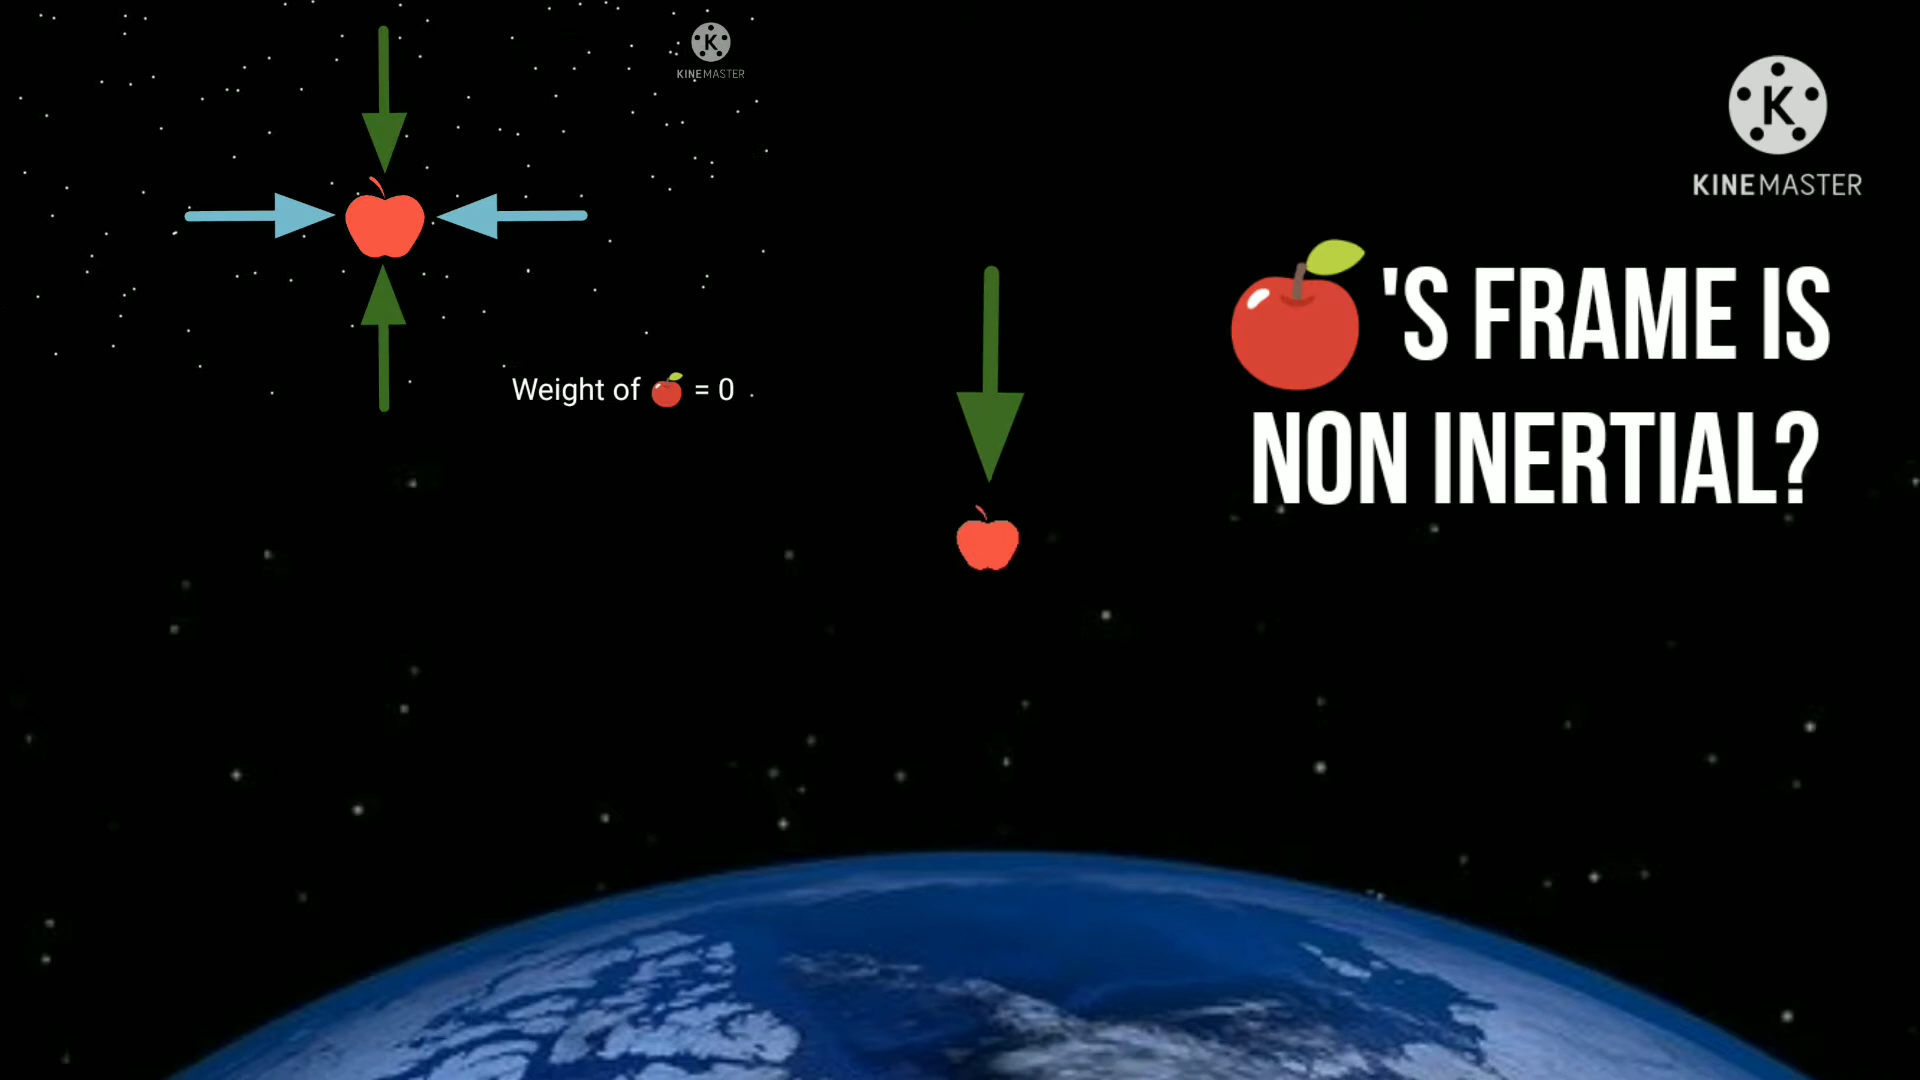 K
KINEMASTER
Weight of 🍎 = 0
K
KINEMASTER
🍎'S FRAME IS
NON INERTIAL?